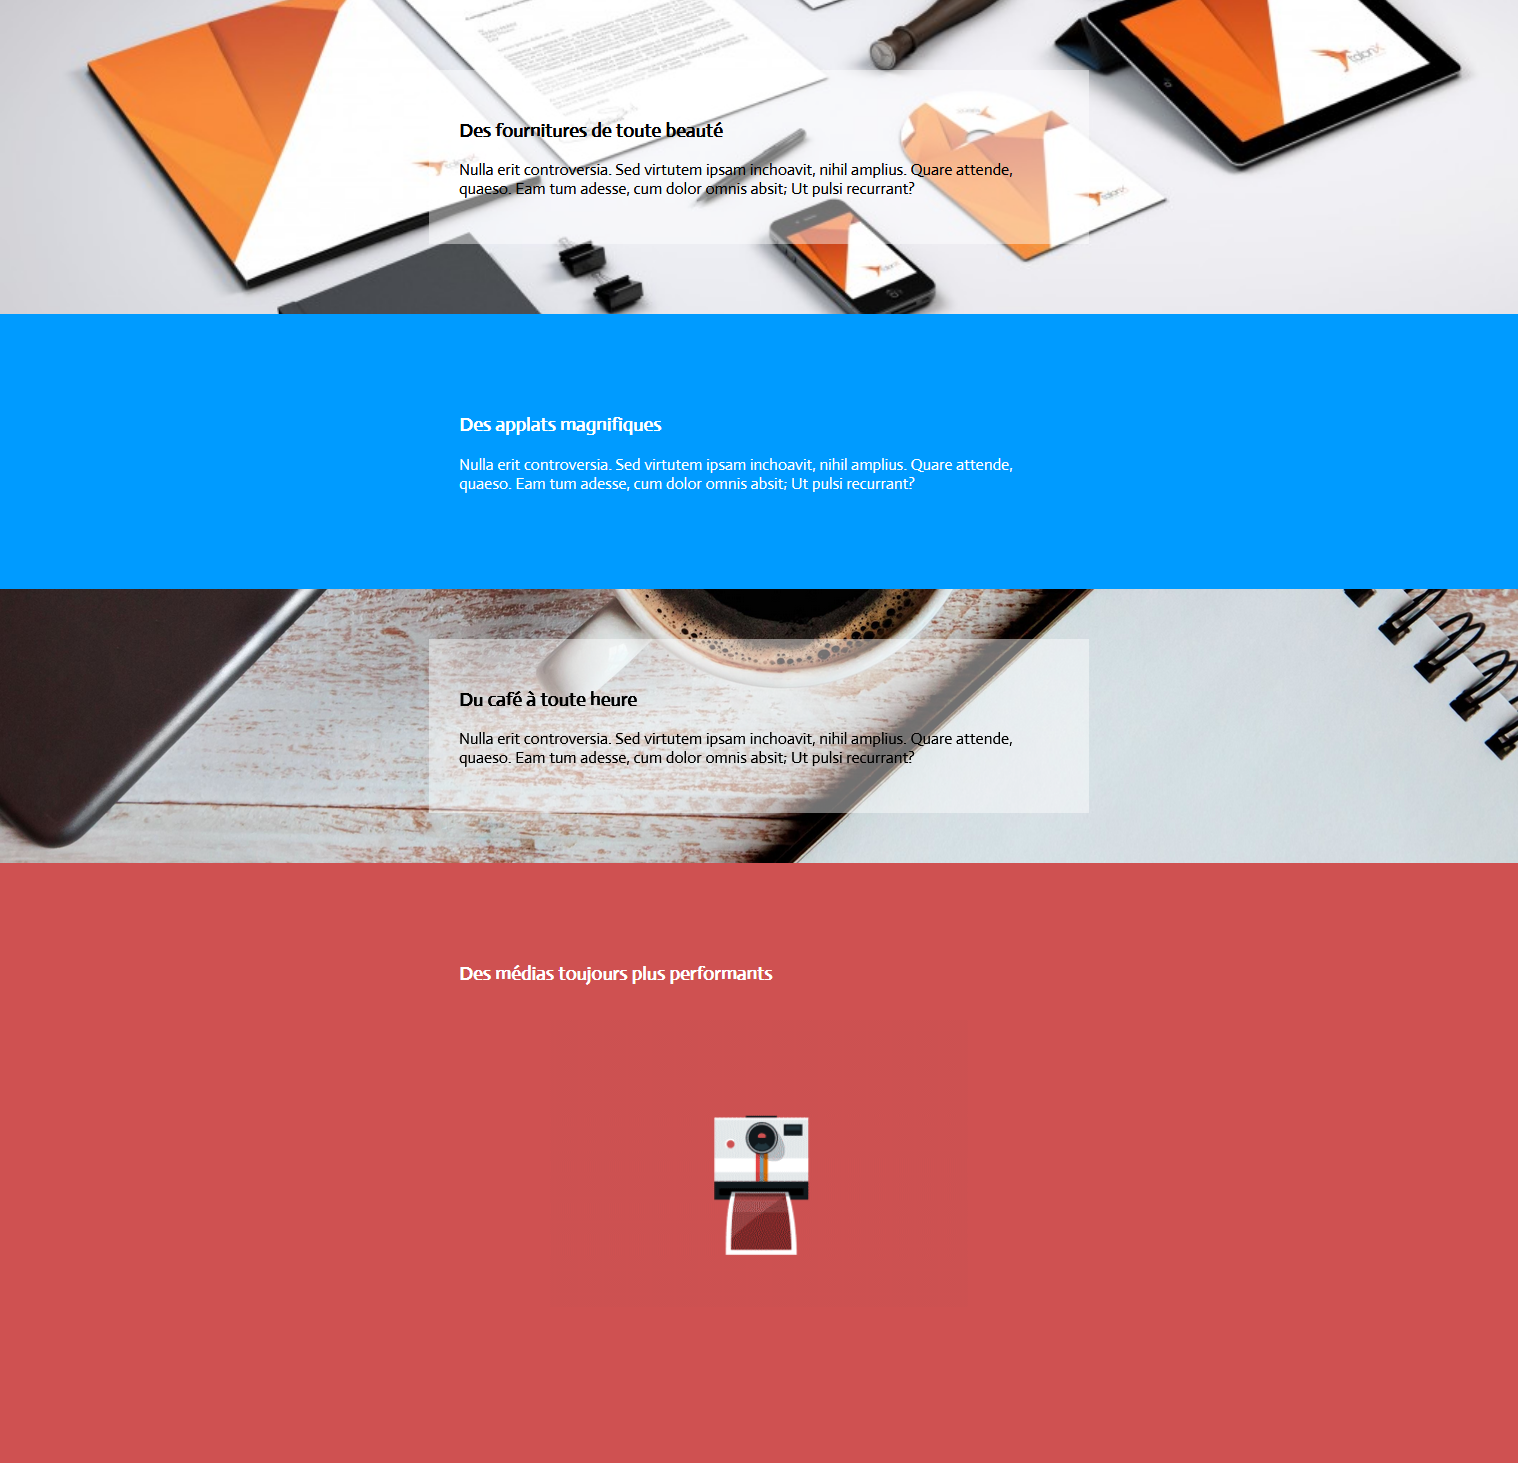 talonX
Des fournitures de toute beauté
talonX
Nulla erit controversia. Sed virtutem ipsam inchoavit, nihil amplius. Quare attende,
quaeso. Eam tum adesse, cum dolor omnis absit; Ut pulsi recurrant?
talonX
talonX
Des applats magnifiques
Nulla erit controversia. Sed virtutem ipsam inchoavit, nihil amplius. Quare attende,
quaeso. Eam tum adesse, cum dolor omnis absit; Ut pulsi recurrant?
Du café à toute heure
Nulla erit controversia. Sed virtutem ipsam inchoavit, nihil amplius. Quare attende,
quaeso. Eam tum adesse, cum dolor omnis absit; Ut pulsi recurrant?
Des médias toujours plus performants